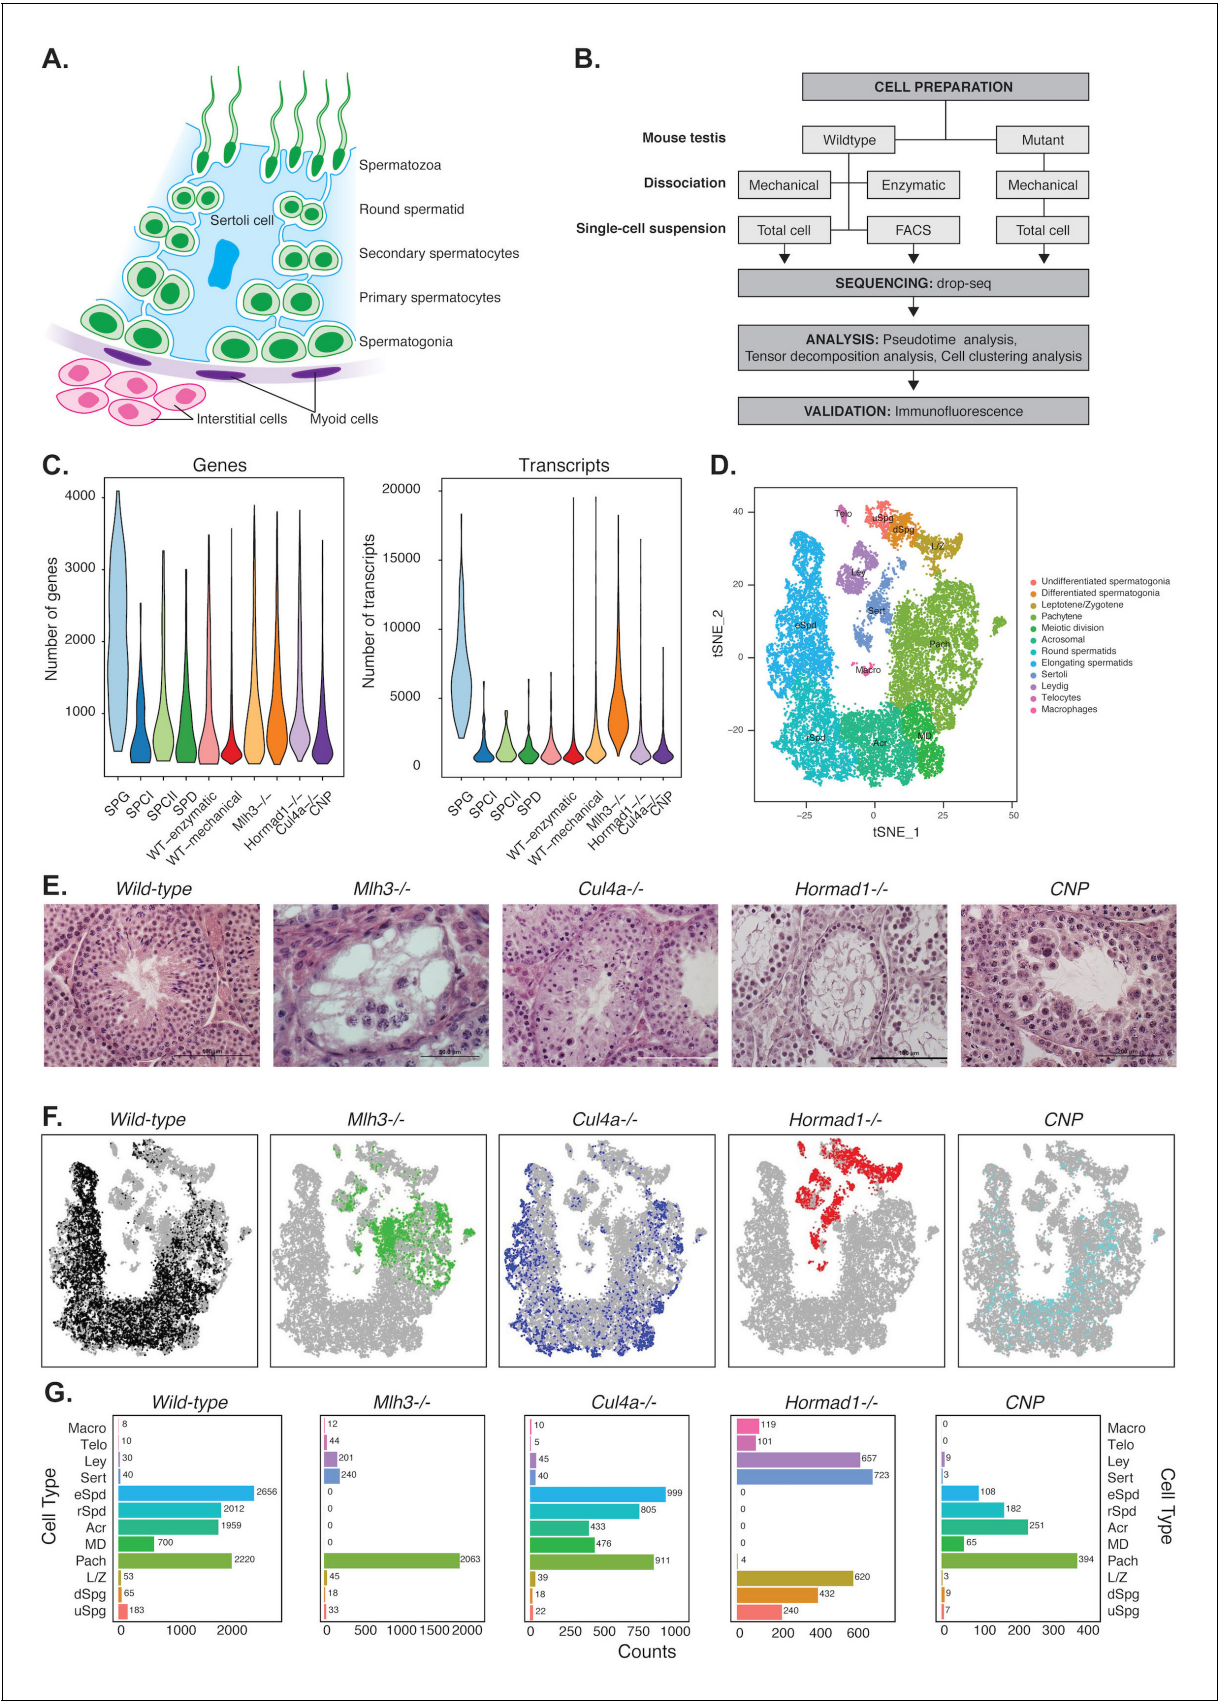 A.
Spermatozoa
Round spermatid
Sertoli cell
Secondary spermatocytes
Primary spermatocytes
Spermatogonia
Interstitial cells
Myoid cells
B.
CELL PREPARATION
Mouse testis
Wildtype
Mutant
Dissociation
Mechanical
Enzymatic
Mechanical
Single-cell suspension
Total cell
FACS
Total cell
SEQUENCING: drop-seq
ANALYSIS: Pseudotime analysis,
Tensor decomposition analysis, Cell clustering analysis
VALIDATION: Immunofluorescence
C.
Genes
Number of genes
4000
3000
2000
1000
SPG
SPCI
SPCII
SPD
WT−enzymatic
WT−mechanical
Mlh3−/−
Hormad1−/−
Cul4a−/−
CNP
Transcripts
Number of transcripts
20000
15000
10000
5000
0
SPG
SPCI
SPCII
SPD
WT−enzymatic
WT−mechanical
Mlh3−/−
Hormad1−/−
Cul4a−/−
CNP
D.
tSNE_2
40
20
0
−20
−25
0
25
50
tSNE_1
Telo
uSpg
dSpg
L/Z
Ley
Sert
eSpd
Pach
Macro
rSpd
Acr
MD
Undifferentiated spermatogonia
Differentiated spermatogonia
Leptotene/Zygotene
Pachytene
Meiotic division
Acrosomal
Round spermatids
Elongating spermatids
Sertoli
Leydig
Telocytes
Macrophages
E.
Wild-type
Mlh3-/-
Cul4a-/-
Hormad1-/-
CNP
F.
Wild-type
Mlh3-/-
Cul4a-/-
Hormad1-/-
CNP
G.
Wild-type
Mlh3-/-
Cul4a-/-
Hormad1-/-
CNP
Cell Type
Macro 8 12 10 119 0 Macro
Telo 10 44 5 101 0 Telo
Ley 30 201 45 657 9 Ley
Sert 40 240 40 723 3 Sert
eSpd 2656 0 999 0 108 eSpd
rSpd 2012 0 805 0 182 rSpd
Acr 1959 0 433 0 251 Acr
MD 700 0 476 0 65 MD
Pach 2220 2063 911 4 394 Pach
L/Z 53 45 39 620 3 L/Z
dSpg 65 18 18 432 9 dSpg
uSpg 183 33 22 240 7 uSpg
Cell Type
0 1000 2000
0 500 1000 1500 2000
0 250 500 750 1000
0 200 400 600
0 100 200 300 400
Counts